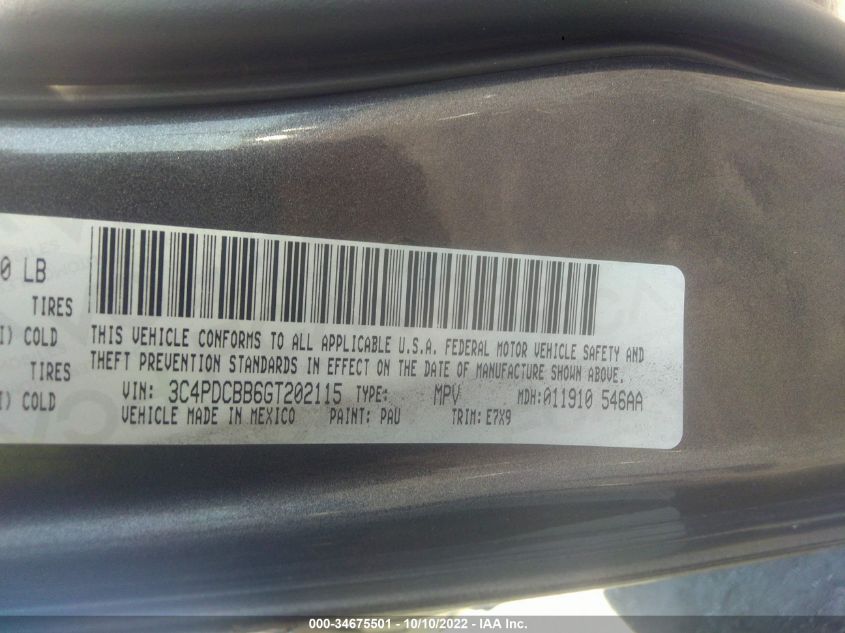 0 LB
TIRES
I) COLD
TIRES
I) COLD
THIS VEHICLE CONFORMS TO ALL APPLICABLE U.S.A. FEDERAL MOTOR VEHICLE SAFETY AND
THEFT PREVENTION STANDARDS IN EFFECT ON THE DATE OF MANUFACTURE SHOWN ABOVE.
VIN: 3C4PDCBB6GT202115 TYPE: MPV MDH: 011910 546AA
VEHICLE MADE IN MEXICO PAINT: PAU TRIM: E7X9
000-34675501 - 10/10/2022 - IAA Inc.